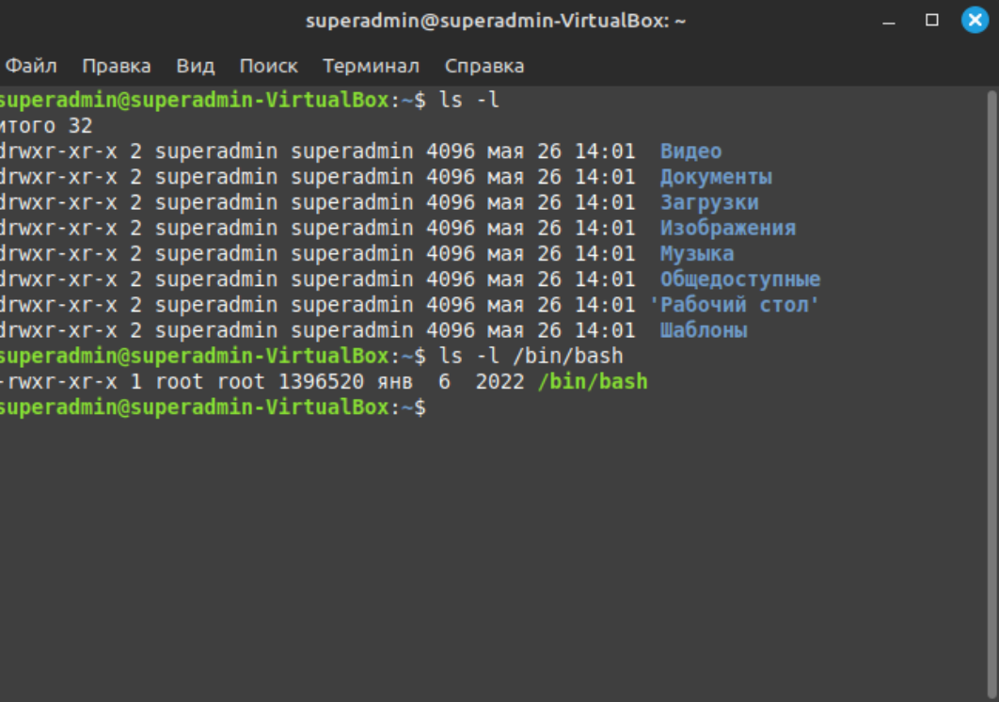 superadmin@superadmin-VirtualBox: ~
Файл Правка Вид Поиск Терминал Справка
superadmin@superadmin-VirtualBox:~$ ls -l
итого 32
drwxr-xr-x 2 superadmin superadmin 4096 мая 26 14:01  Видео
drwxr-xr-x 2 superadmin superadmin 4096 мая 26 14:01  Документы
drwxr-xr-x 2 superadmin superadmin 4096 мая 26 14:01  Загрузки
drwxr-xr-x 2 superadmin superadmin 4096 мая 26 14:01  Изображения
drwxr-xr-x 2 superadmin superadmin 4096 мая 26 14:01  Музыка
drwxr-xr-x 2 superadmin superadmin 4096 мая 26 14:01  Общедоступные
drwxr-xr-x 2 superadmin superadmin 4096 мая 26 14:01 'Рабочий стол'
drwxr-xr-x 2 superadmin superadmin 4096 мая 26 14:01  Шаблоны
superadmin@superadmin-VirtualBox:~$ ls -l /bin/bash
-rwxr-xr-x 1 root root 1396520 янв  6  2022 /bin/bash
superadmin@superadmin-VirtualBox:~$